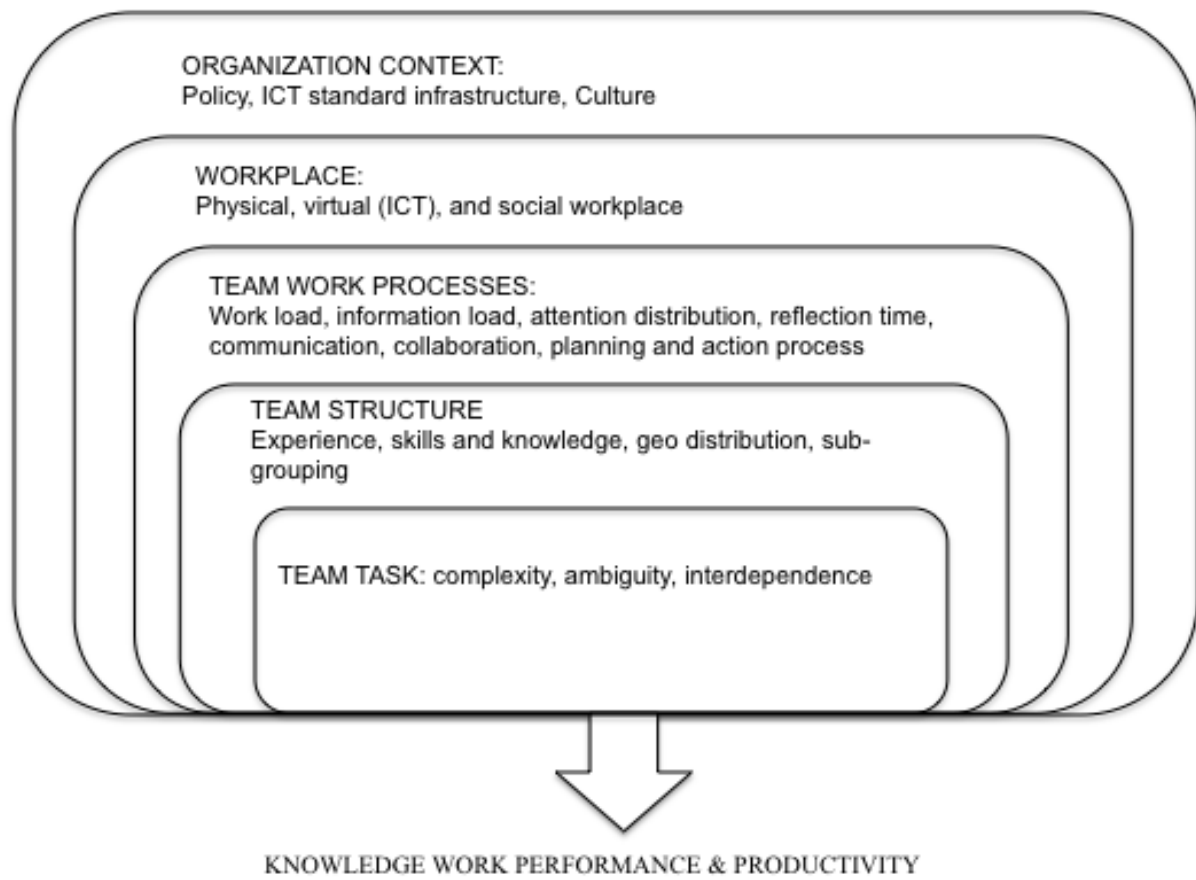 ORGANIZATION CONTEXT:
Policy, ICT standard infrastructure, Culture
WORKPLACE:
Physical, virtual (ICT), and social workplace
TEAM WORK PROCESSES:
Work load, information load, attention distribution, reflection time,
communication, collaboration, planning and action process
TEAM STRUCTURE
Experience, skills and knowledge, geo distribution, sub-
grouping
TEAM TASK: complexity, ambiguity, interdependence
KNOWLEDGE WORK PERFORMANCE & PRODUCTIVITY